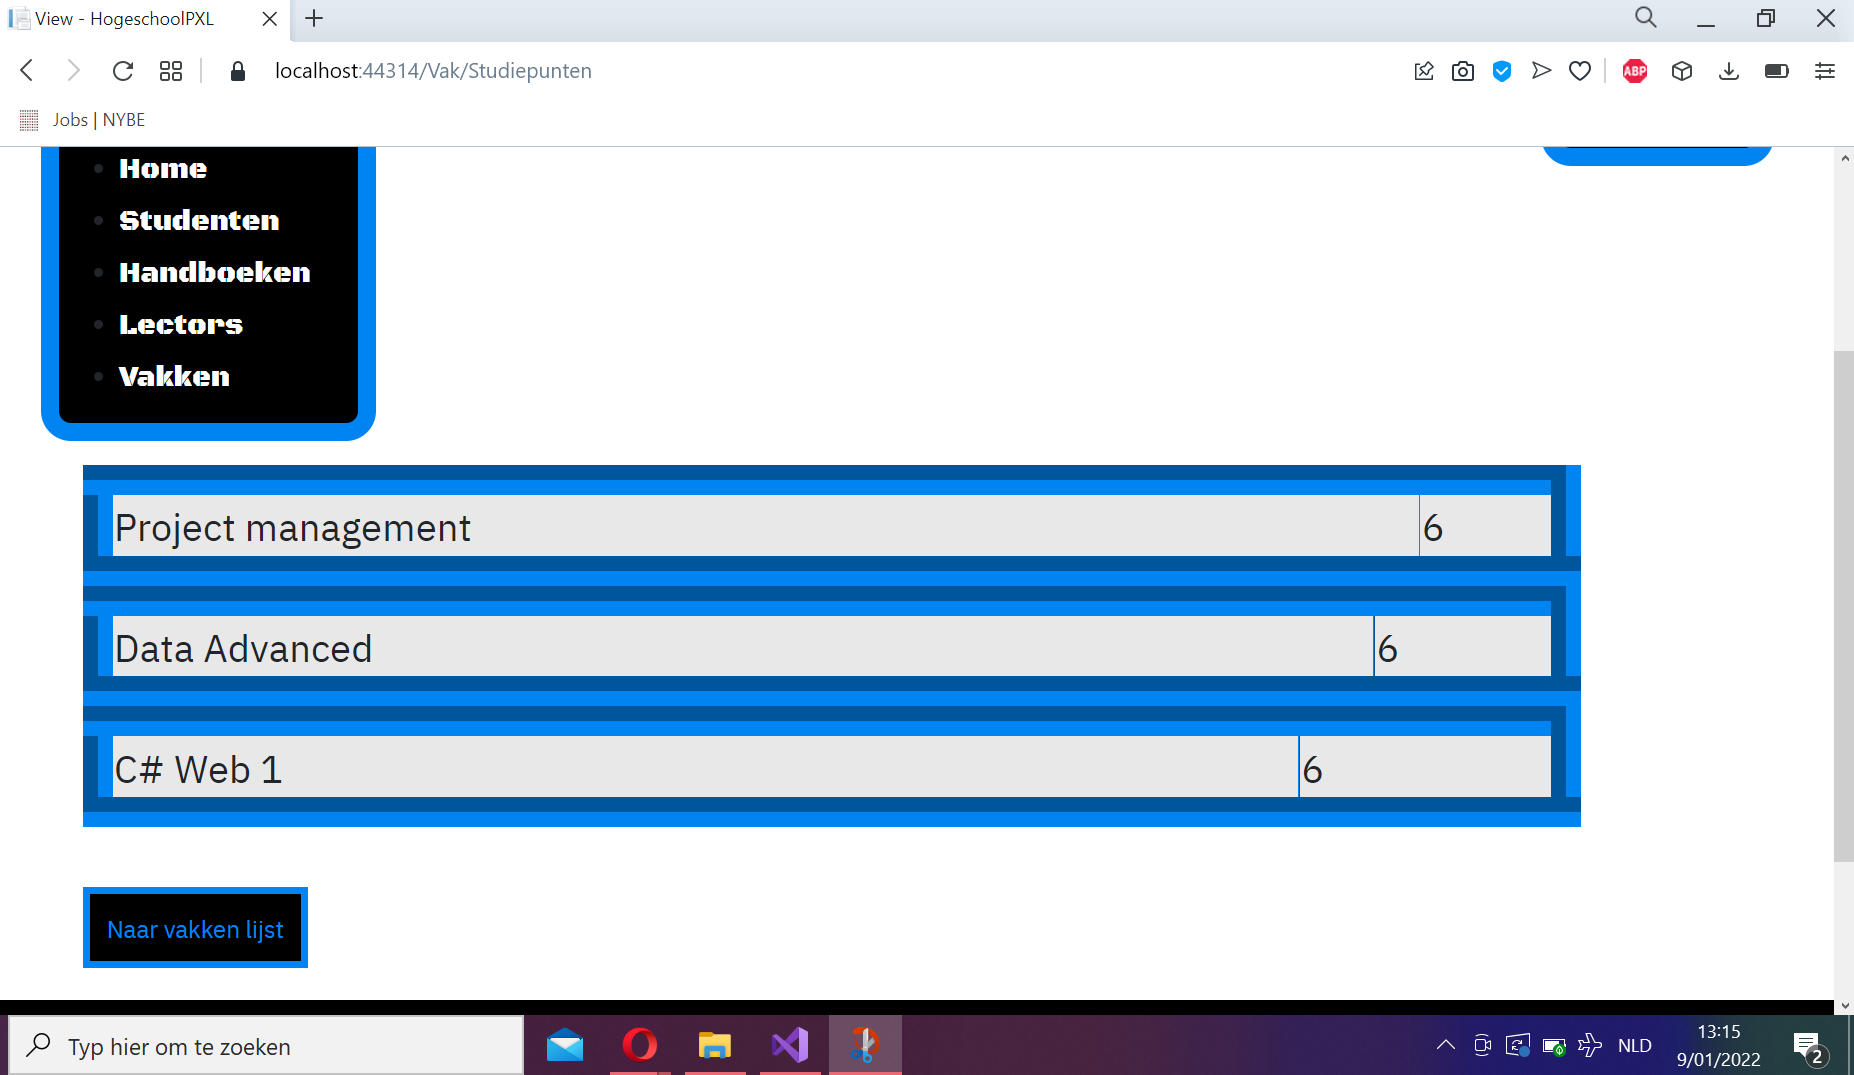 View - HogeschoolPXL
localhost:44314/Vak/Studiepunten
ABP
Jobs | NYBE
Home
Studenten
Handboeken
Lectors
Vakken
Project management 6
Data Advanced 6
C# Web 1 6
Naar vakken lijst
Typ hier om te zoeken
NLD
13:15
9/01/2022
2